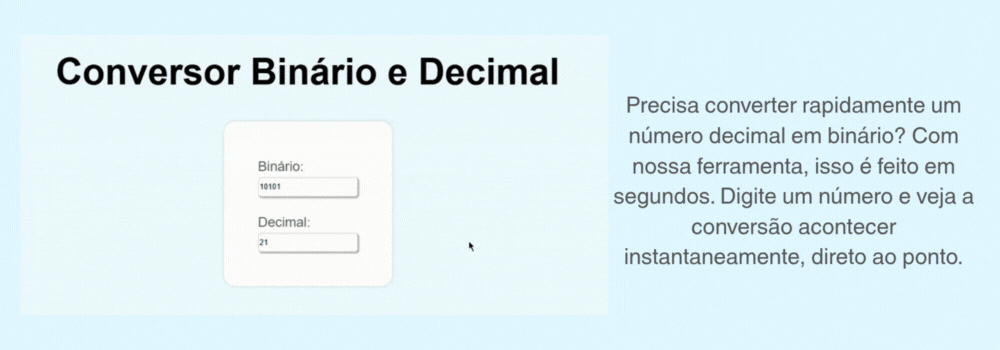 Conversor Binário e Decimal
Binário:
10101
Decimal:
21
Precisa converter rapidamente um
número decimal em binário? Com
nossa ferramenta, isso é feito em
segundos. Digite um número e veja a
conversão acontecer
instantaneamente, direto ao ponto.